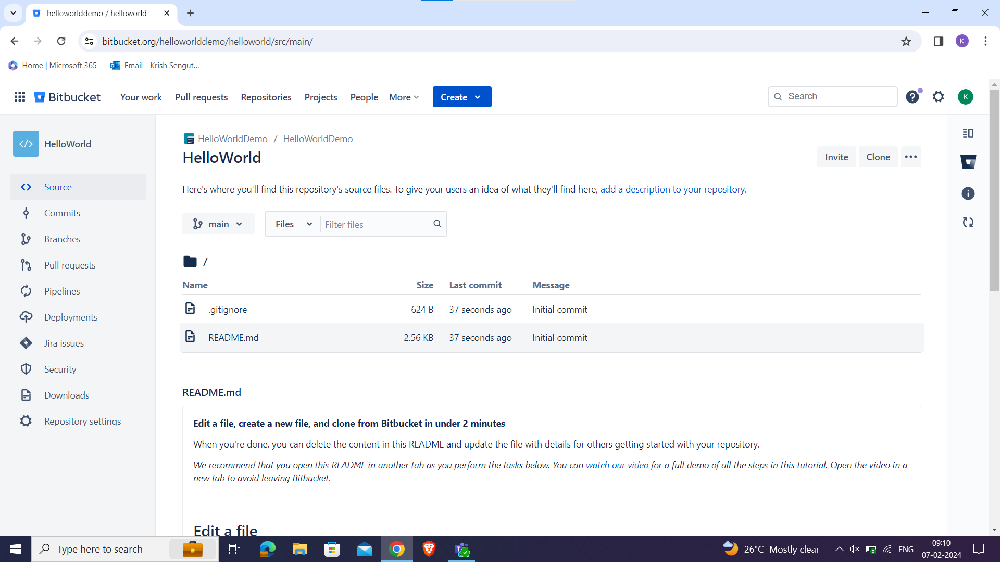 helloworlddemo / helloworld —
bitbucket.org/helloworlddemo/helloworld/src/main/
K
Home | Microsoft 365
Email - Krish Sengut...
Bitbucket
Your work
Pull requests
Repositories
Projects
People
More
Create
Search
K
HelloWorld
Source
Commits
Branches
Pull requests
Pipelines
Deployments
Jira issues
Security
Downloads
Repository settings
HelloWorldDemo / HelloWorldDemo
HelloWorld
Invite
Clone
Here's where you'll find this repository's source files. To give your users an idea of what they'll find here, add a description to your repository.
main
Files
Filter files
/
Name Size Last commit Message
.gitignore 624 B 37 seconds ago Initial commit
README.md 2.56 KB 37 seconds ago Initial commit
README.md
Edit a file, create a new file, and clone from Bitbucket in under 2 minutes
When you're done, you can delete the content in this README and update the file with details for others getting started with your repository.
We recommend that you open this README in another tab as you perform the tasks below. You can watch our video for a full demo of all the steps in this tutorial. Open the video in a
new tab to avoid leaving Bitbucket.
Edit a file
Type here to search
26°C Mostly clear
ENG
09:10
07-02-2024